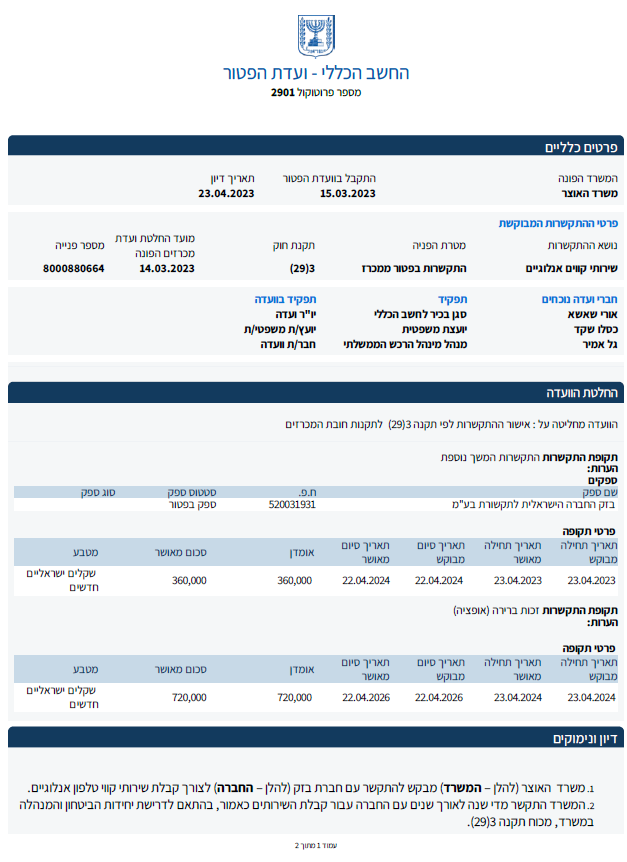 החשב הכללי - ועדת הפטור
מספר פרוטוקול 2901
פרטים כלליים
המשרד הפונה התקבל בוועדת הפטור תאריך דיון
משרד האוצר 15.03.2023 23.04.2023
פרטי ההתקשרות המבוקשת
נושא ההתקשרות מטרת הפניה תקנת חוק מועד החלטת ועדת מכרזים הפונה מספר פנייה
שירותי קווים אנלוגיים התקשרות בפטור ממכרז 3(29) 14.03.2023 8000880664
חברי ועדה נוכחים תפקיד תפקיד בוועדה
אורי שאשא סגן בכיר לחשב הכללי יו"ר ועדה
כסלו שקד יועצת משפטית יועץ/ת משפטי/ת
גל אמיר מנהל מינהל הרכש הממשלתי חבר/ת וועדה
החלטת הוועדה
הוועדה מחליטה על : אישור ההתקשרות לפי תקנה 3(29) לתקנות חובת המכרזים
תקופת התקשרות התקשרות המשך נוספת
הערות:
ספקים
שם ספק ח.פ. סטטוס ספק סוג ספק
בזק החברה הישראלית לתקשורת בע"מ 520031931 ספק בפטור
פרטי תקופה
תאריך תחילה מבוקש תאריך תחילה מאושר תאריך סיום מבוקש תאריך סיום מאושר אומדן סכום מאושר מטבע
23.04.2023 23.04.2023 22.04.2024 22.04.2024 360,000 360,000 שקלים ישראליים חדשים
תקופת התקשרות זכות ברירה (אופציה)
הערות:
פרטי תקופה
תאריך תחילה מבוקש תאריך תחילה מאושר תאריך סיום מבוקש תאריך סיום מאושר אומדן סכום מאושר מטבע
23.04.2024 23.04.2024 22.04.2026 22.04.2026 720,000 720,000 שקלים ישראליים חדשים
דיון ונימוקים
1. משרד האוצר (להלן – המשרד) מבקש להתקשר עם חברת בזק (להלן – החברה) לצורך קבלת שירותי קווי טלפון אנלוגיים.
2. המשרד התקשר מדי שנה לאורך שנים עם החברה עבור קבלת השירותים כאמור, בהתאם לדרישת יחידות הביטחון והמנהלה
במשרד, מכוח תקנה 3(29).
עמוד 1 מתוך 2